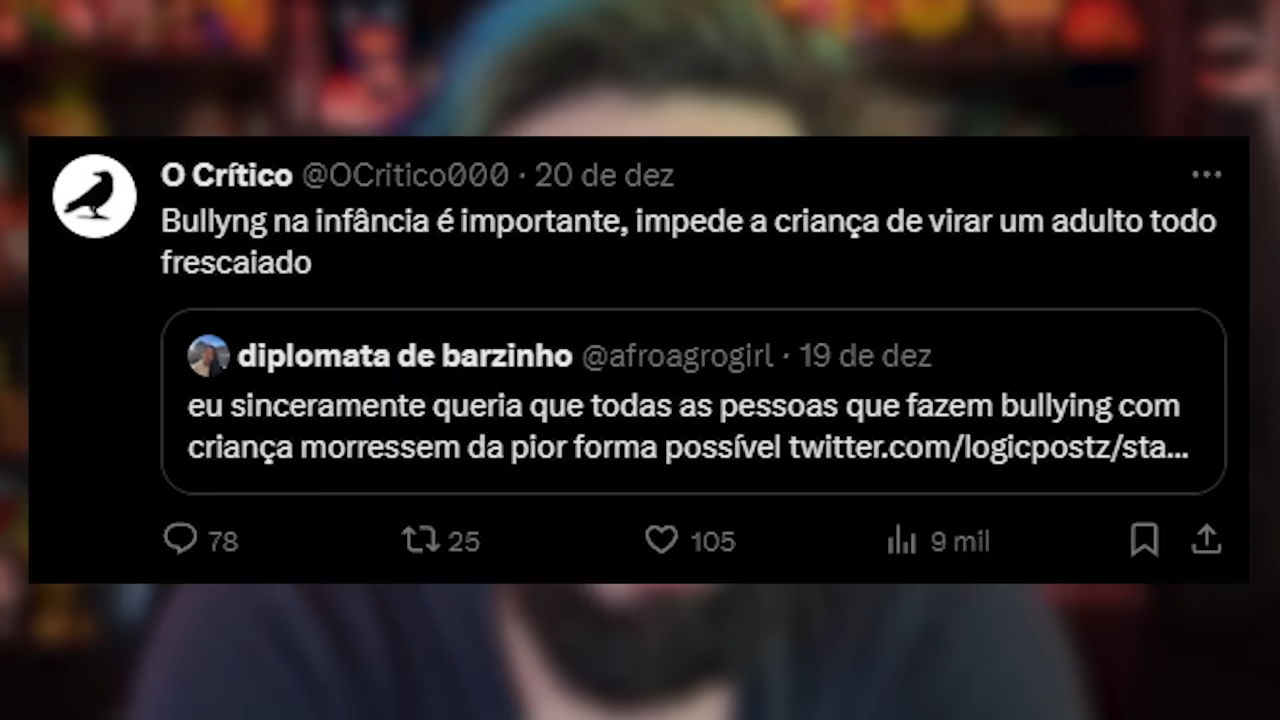 O Crítico @OCritico000 · 20 de dez
Bullyng na infância é importante, impede a criança de virar um adulto todo
frescaiado
diplomata de barzinho @afroagrogirl · 19 de dez
eu sinceramente queria que todas as pessoas que fazem bullying com
criança morressem da pior forma possível twitter.com/logicpostz/sta...
78 25 105 9 mil